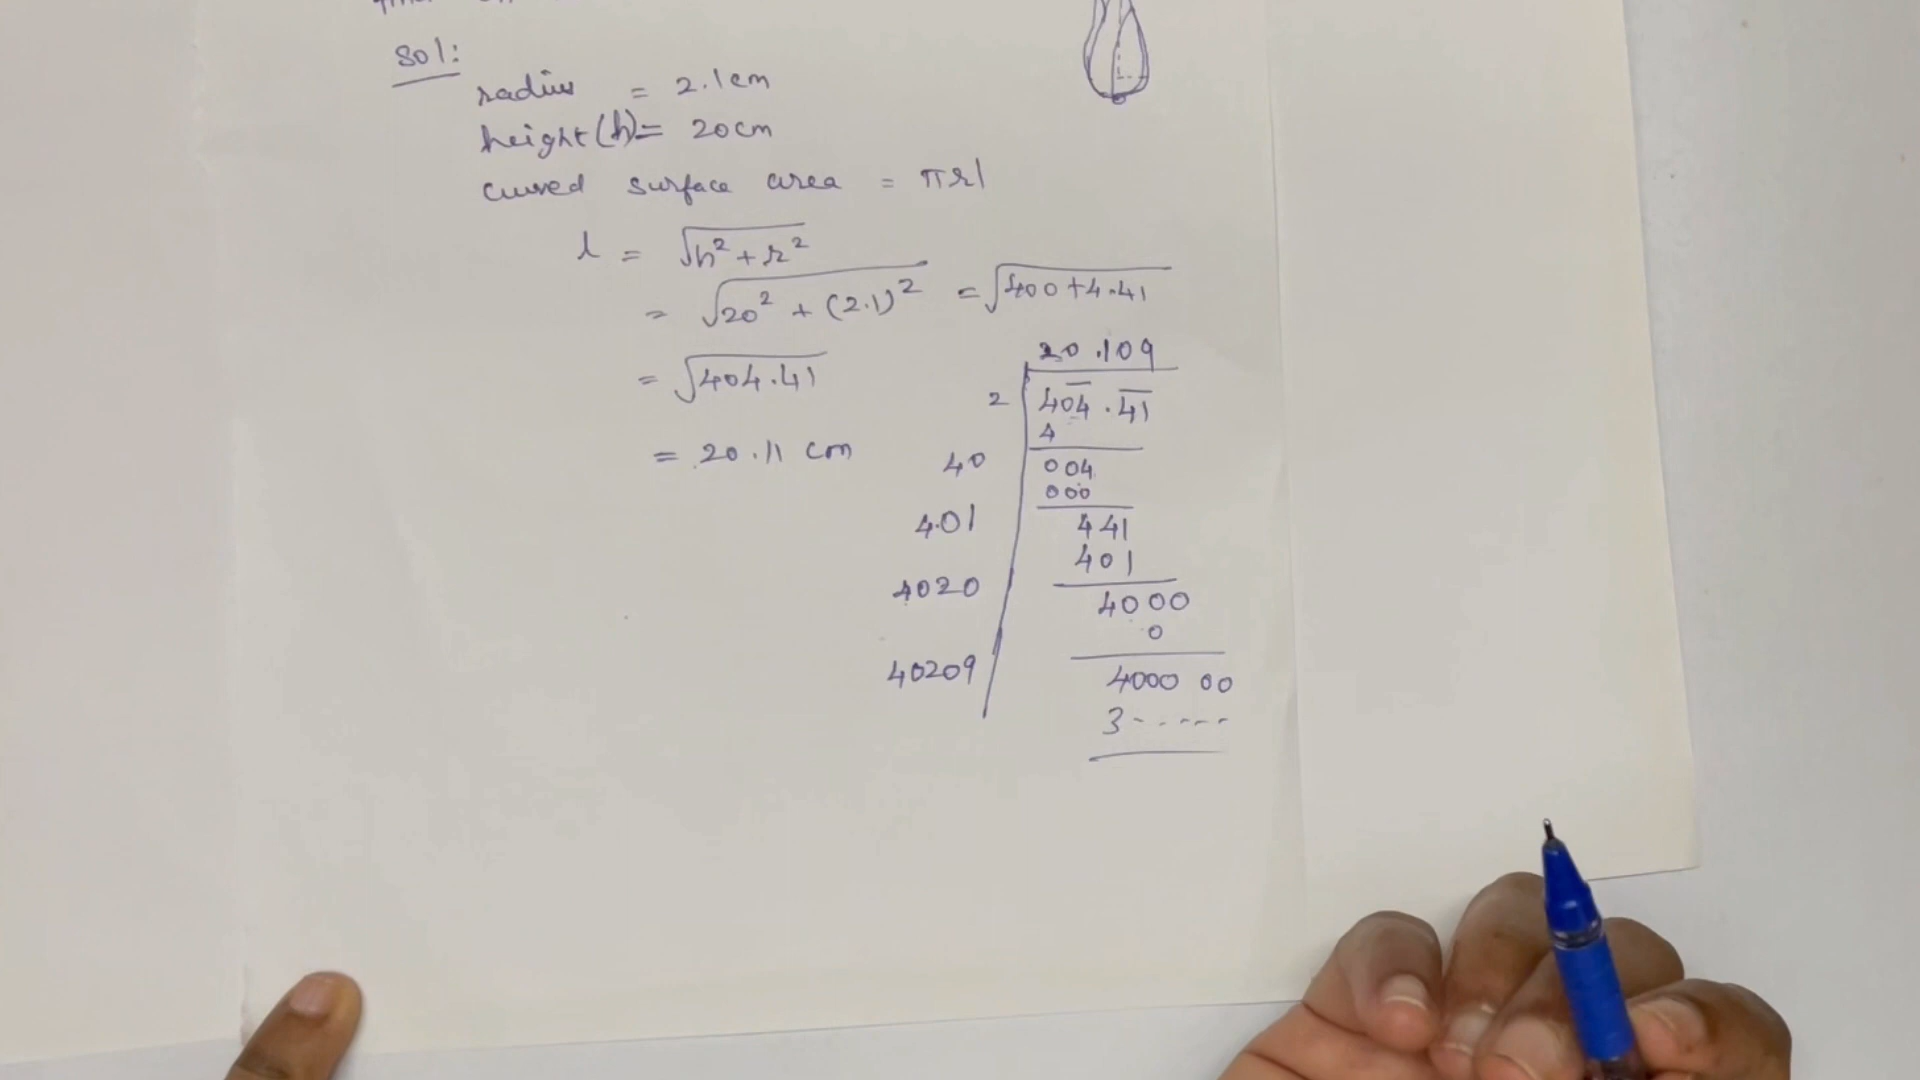 Sol:
radius = 2.1cm
height(h)= 20cm
curved surface area = πrl
l = √h²+r²
= √20² + (2.1)² = √400+4.41
= √404.41
= 20.11 cm
20.109
2 404.41
4
40 004
000
401 441
401
4020 4000
0
40209 4000 00
3------